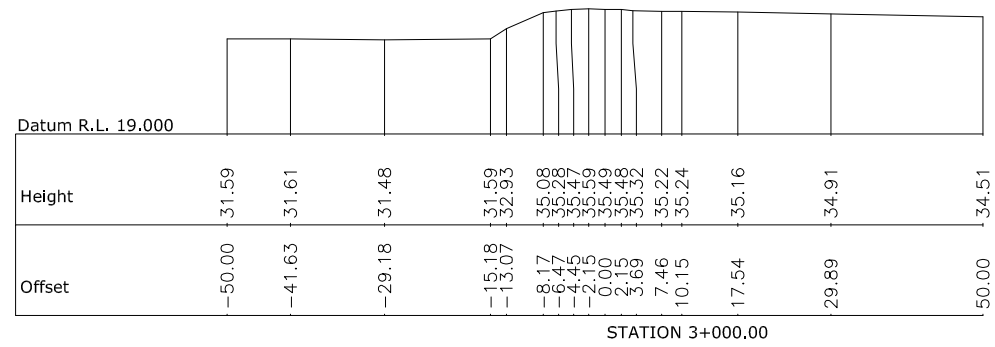 Datum R.L. 19.000
Height 31.59 31.61 31.48 31.59 32.93 35.08 35.28 35.47 35.59 35.49 35.48 35.32 35.22 35.24 35.16 34.91 34.51
Offset -50.00 -41.63 -29.18 -15.18 -13.07 -8.17 -6.47 -4.45 -2.15 0.00 2.15 3.69 7.46 10.15 17.54 29.89 50.00
STATION 3+000.00